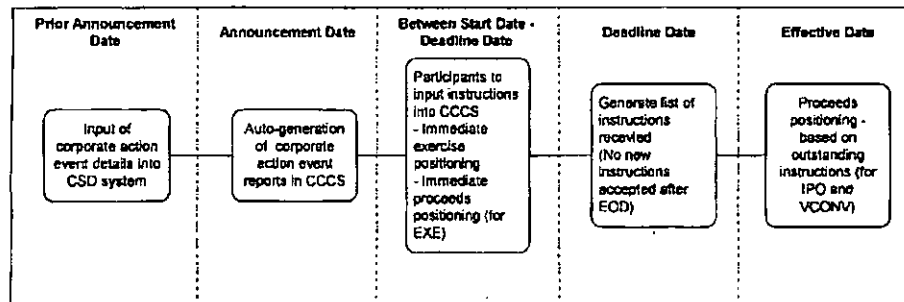 Prior Announcement
Date
Input of
corporate action
event details into
CSD system
Announcement Date
Auto-generation
of corporate
action event
reports in CCCS
Between Start Date -
Deadline Date
Participants to
input instructions
into CCCS
- Immediate
exercise
positioning
- Immediate
proceeds
positioning (for
EXE)
Deadline Date
Generate list of
instructions
recevied
(No new
instructions
accepted after
EOD)
Effective Date
Proceeds
positioning -
based on
outstanding
instructions (for
IPO and
VCONV)